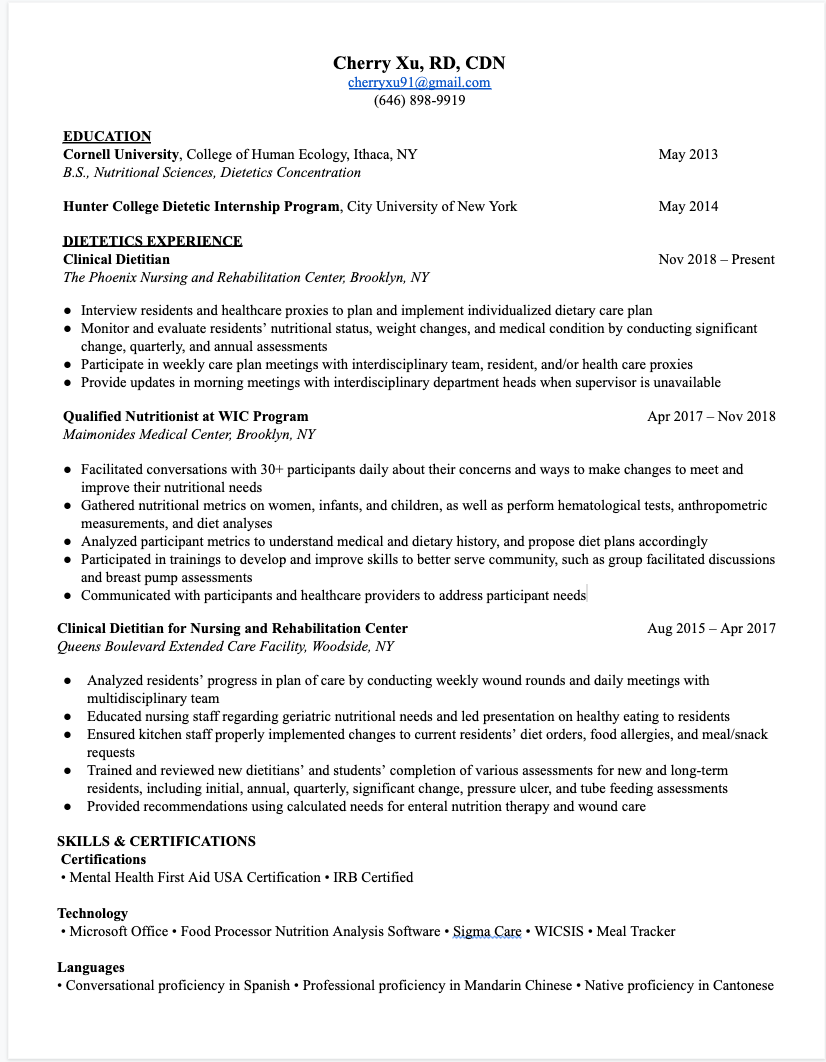 Cherry Xu, RD, CDN
cherryxu91@gmail.com
(646) 898-9919
EDUCATION
Cornell University, College of Human Ecology, Ithaca, NY May 2013
B.S., Nutritional Sciences, Dietetics Concentration
Hunter College Dietetic Internship Program, City University of New York May 2014
DIETETICS EXPERIENCE
Clinical Dietitian Nov 2018 – Present
The Phoenix Nursing and Rehabilitation Center, Brooklyn, NY
● Interview residents and healthcare proxies to plan and implement individualized dietary care plan
● Monitor and evaluate residents’ nutritional status, weight changes, and medical condition by conducting significant
change, quarterly, and annual assessments
● Participate in weekly care plan meetings with interdisciplinary team, resident, and/or health care proxies
● Provide updates in morning meetings with interdisciplinary department heads when supervisor is unavailable
Qualified Nutritionist at WIC Program Apr 2017 – Nov 2018
Maimonides Medical Center, Brooklyn, NY
● Facilitated conversations with 30+ participants daily about their concerns and ways to make changes to meet and
improve their nutritional needs
● Gathered nutritional metrics on women, infants, and children, as well as perform hematological tests, anthropometric
measurements, and diet analyses
● Analyzed participant metrics to understand medical and dietary history, and propose diet plans accordingly
● Participated in trainings to develop and improve skills to better serve community, such as group facilitated discussions
and breast pump assessments
● Communicated with participants and healthcare providers to address participant needs
Clinical Dietitian for Nursing and Rehabilitation Center Aug 2015 – Apr 2017
Queens Boulevard Extended Care Facility, Woodside, NY
● Analyzed residents’ progress in plan of care by conducting weekly wound rounds and daily meetings with
multidisciplinary team
● Educated nursing staff regarding geriatric nutritional needs and led presentation on healthy eating to residents
● Ensured kitchen staff properly implemented changes to current residents’ diet orders, food allergies, and meal/snack
requests
● Trained and reviewed new dietitians’ and students’ completion of various assessments for new and long-term
residents, including initial, annual, quarterly, significant change, pressure ulcer, and tube feeding assessments
● Provided recommendations using calculated needs for enteral nutrition therapy and wound care
SKILLS & CERTIFICATIONS
Certifications
• Mental Health First Aid USA Certification • IRB Certified
Technology
• Microsoft Office • Food Processor Nutrition Analysis Software • Sigma Care • WICSIS • Meal Tracker
Languages
• Conversational proficiency in Spanish • Professional proficiency in Mandarin Chinese • Native proficiency in Cantonese